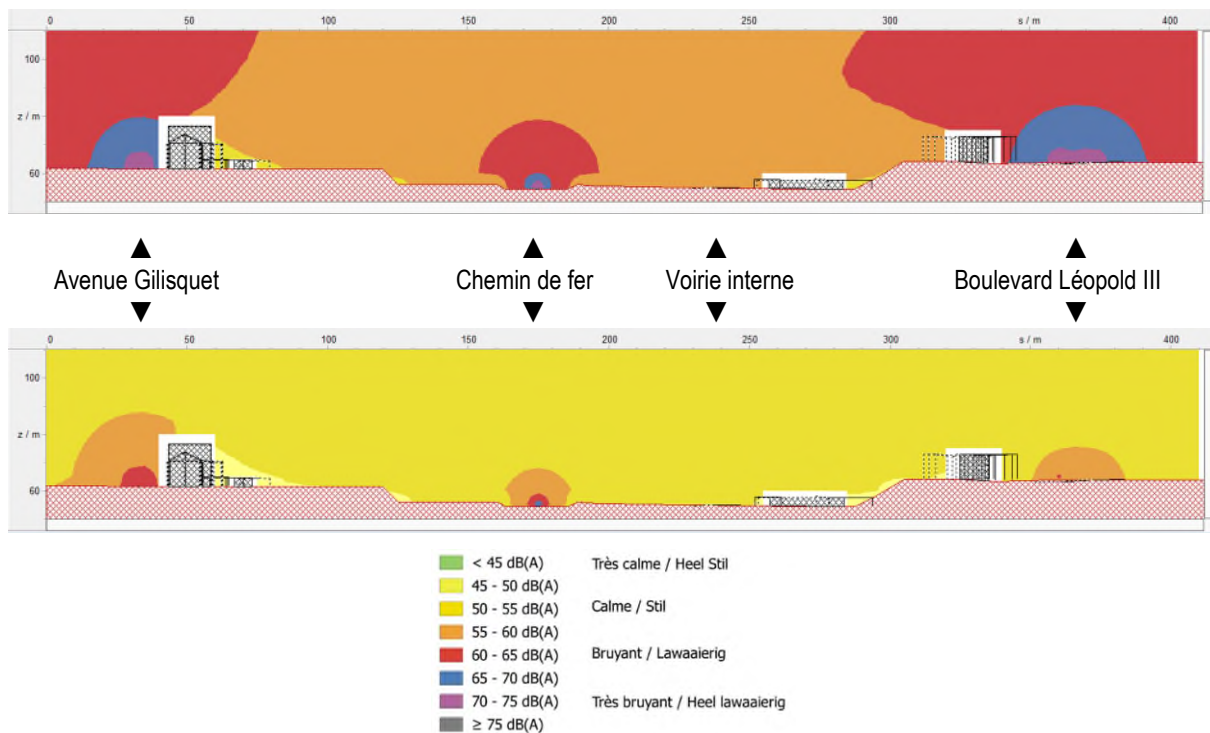 0 50 100 150 200 250 300 s / m 400
100
z / m
60
Avenue Gilisquet Chemin de fer Voirie interne Boulevard Léopold III
0 50 100 150 200 250 300 s / m 400
100
z / m
60
< 45 dB(A) Très calme / Heel Stil
45 - 50 dB(A)
50 - 55 dB(A) Calme / Stil
55 - 60 dB(A)
60 - 65 dB(A) Bruyant / Lawaaierig
65 - 70 dB(A)
70 - 75 dB(A) Très bruyant / Heel lawaaierig
≥ 75 dB(A)